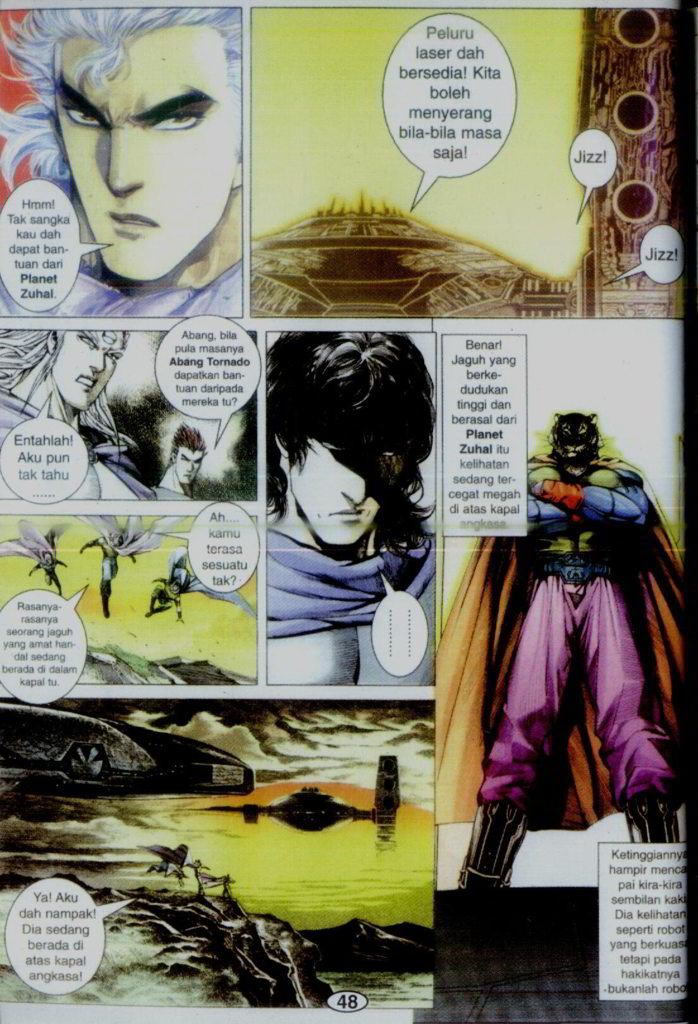 Hmm!
Tak sangka
kau dah
dapat ban-
tuan dari
Planet
Zuhal.
Peluru
laser dah
bersedia! Kita
boleh
menyerang
bila-bila masa
saja!
Jizz!
Jizz!
Abang, bila
pula masanya
Abang Tornado
dapatkan ban-
tuan daripada
mereka tu?
Entahlah!
Aku pun
tak tahu
......
...........
Benar!
Jaguh yang
berke-
dudukan
tinggi dan
berasal dari
Planet
Zuhal itu
kelihatan
sedang ter-
cegat megah
di atas kapal
angkasa.
Ah....
kamu
terasa
sesuatu
tak?
Rasanya-
rasanya
seorang jaguh
yang amat han-
dal sedang
berada di dalam
kapal tu.
Ya! Aku
dah nampak!
Dia sedang
berada di
atas kapal
angkasa!
Ketinggiannya
hampir menca-
pai kira-kira
sembilan kaki.
Dia kelihatan
seperti robot
yang berkuasa
tetapi pada
hakikatnya
bukanlah robo
48